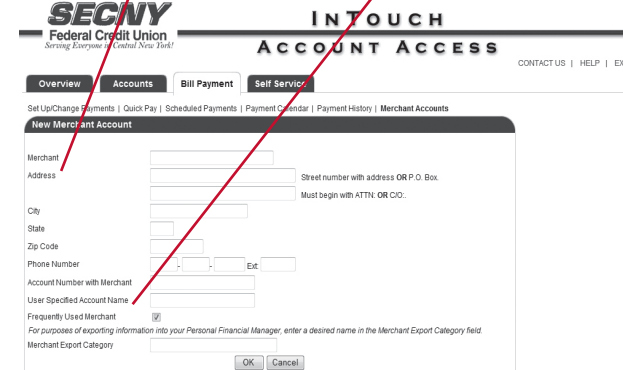 SECNY
Federal Credit Union
Serving Everyone in Central New York!
INTOUCH
ACCOUNT ACCESS
CONTACT US | HELP | EX
Overview Accounts Bill Payment Self Service
Set Up/Change Payments | Quick Pay | Scheduled Payments | Payment Calendar | Payment History | Merchant Accounts
New Merchant Account
Merchant
Address Street number with address OR P.O. Box.
Must begin with ATTN: OR C/O:.
City
State
Zip Code
Phone Number - - Ext
Account Number with Merchant
User Specified Account Name
Frequently Used Merchant
For purposes of exporting information into your Personal Financial Manager, enter a desired name in the Merchant Export Category field.
Merchant Export Category
OK Cancel